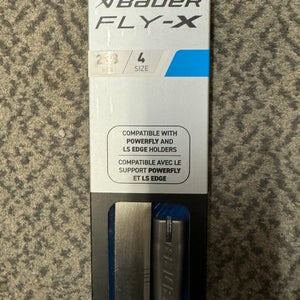 BAUER
FLY-X
4
SIZE
COMPATIBLE WITH
POWERFLY AND
LS EDGE HOLDERS
COMPATIBLE AVEC LE
SUPPORT POWERFLY
ET LS EDGE